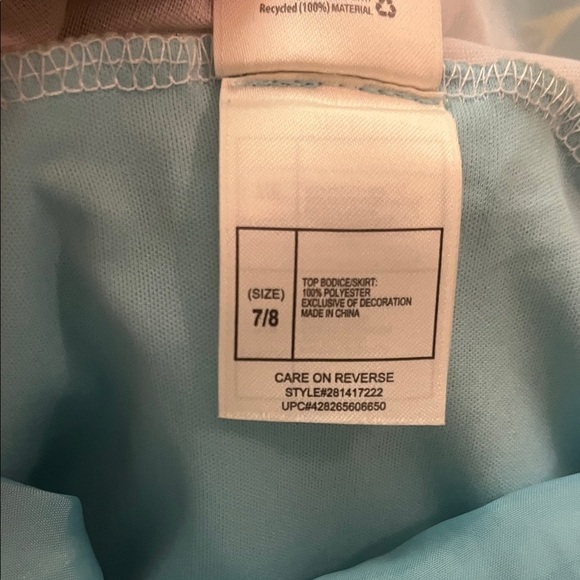 Recycled (100%) MATERIAL
(SIZE)
7/8
TOP BODICE/SKIRT:
100% POLYESTER
EXCLUSIVE OF DECORATION
MADE IN CHINA
CARE ON REVERSE
STYLE#281417222
UPC#428265606650